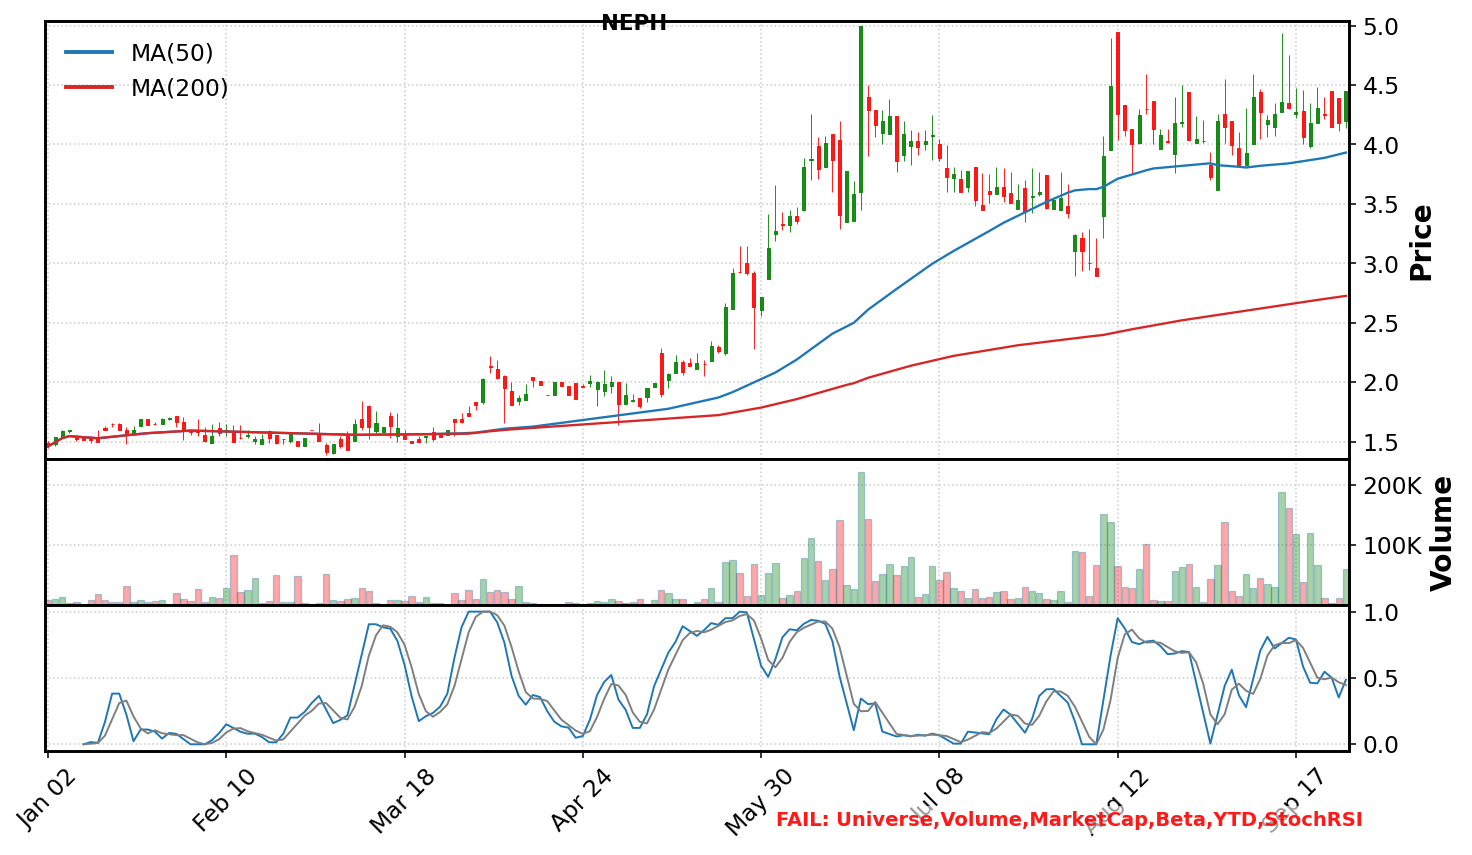 NEPH
MA(50)
MA(200)
5.0
4.5
4.0
3.5
3.0
2.5
2.0
1.5
Price
200K
100K
Volume
1.0
0.5
0.0
Jan 02
Feb 10
Mar 18
Apr 24
May 30
Jul 08
Aug 12
Sep 17
FAIL: Universe,Volume,MarketCap,Beta,YTD,StochRSI